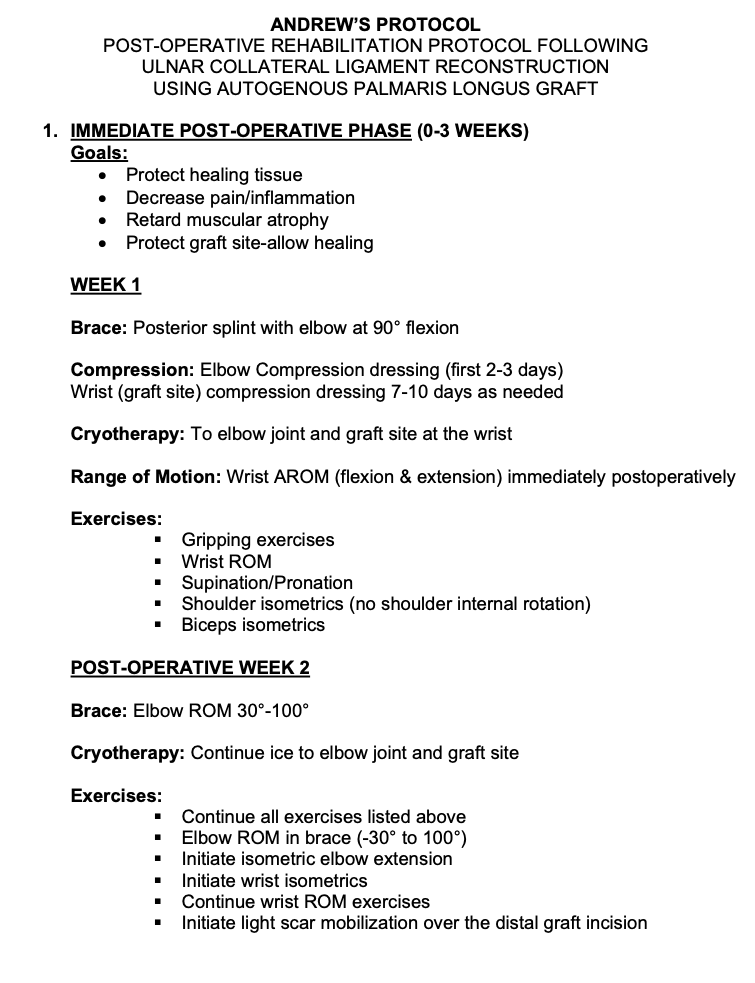 ANDREW’S PROTOCOL
POST-OPERATIVE REHABILITATION PROTOCOL FOLLOWING
ULNAR COLLATERAL LIGAMENT RECONSTRUCTION
USING AUTOGENOUS PALMARIS LONGUS GRAFT
1. IMMEDIATE POST-OPERATIVE PHASE (0-3 WEEKS)
Goals:
• Protect healing tissue
• Decrease pain/inflammation
• Retard muscular atrophy
• Protect graft site-allow healing
WEEK 1
Brace: Posterior splint with elbow at 90° flexion
Compression: Elbow Compression dressing (first 2-3 days)
Wrist (graft site) compression dressing 7-10 days as needed
Cryotherapy: To elbow joint and graft site at the wrist
Range of Motion: Wrist AROM (flexion & extension) immediately postoperatively
Exercises:
▪ Gripping exercises
▪ Wrist ROM
▪ Supination/Pronation
▪ Shoulder isometrics (no shoulder internal rotation)
▪ Biceps isometrics
POST-OPERATIVE WEEK 2
Brace: Elbow ROM 30°-100°
Cryotherapy: Continue ice to elbow joint and graft site
Exercises:
▪ Continue all exercises listed above
▪ Elbow ROM in brace (-30° to 100°)
▪ Initiate isometric elbow extension
▪ Initiate wrist isometrics
▪ Continue wrist ROM exercises
▪ Initiate light scar mobilization over the distal graft incision